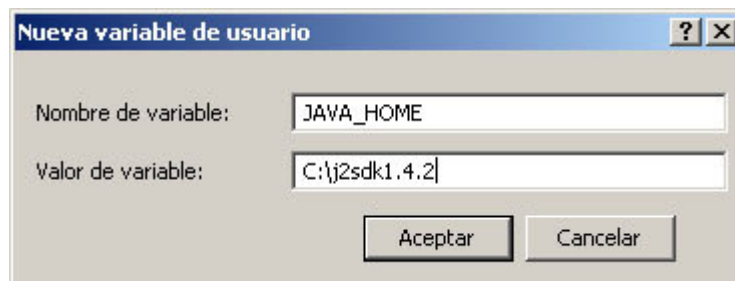 Nueva variable de usuario
Nombre de variable: JAVA_HOME
Valor de variable: C:\j2sdk1.4.2
Aceptar Cancelar